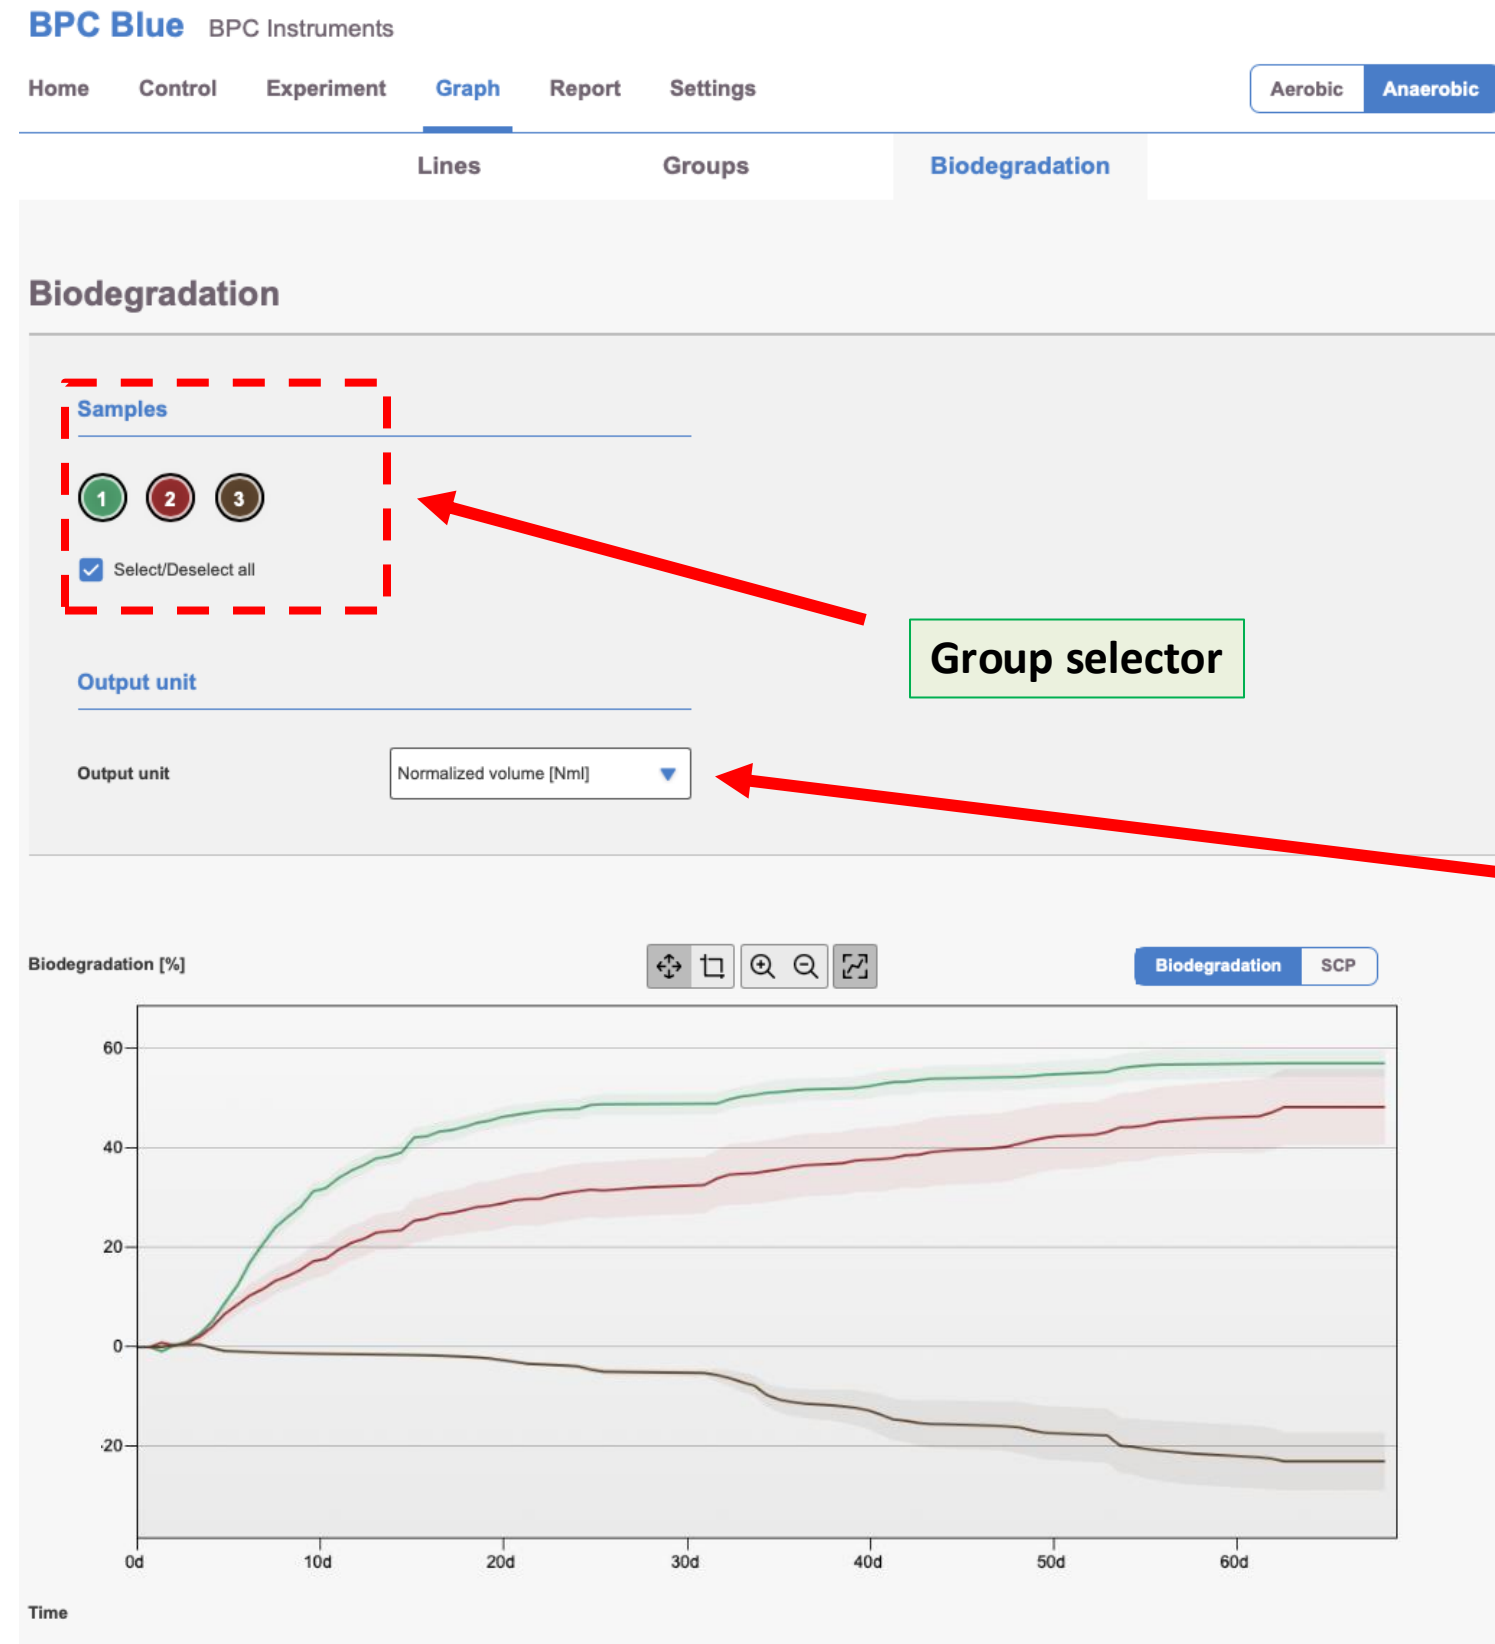 BPC Blue BPC Instruments
Home Control Experiment Graph Report Settings Aerobic Anaerobic
Lines Groups Biodegradation
Biodegradation
Samples
1 2 3
Select/Deselect all
Group selector
Output unit
Output unit Normalized volume [Nml]
Biodegradation [%] Biodegradation SCP
60
40
20
0
-20
0d 10d 20d 30d 40d 50d 60d
Time